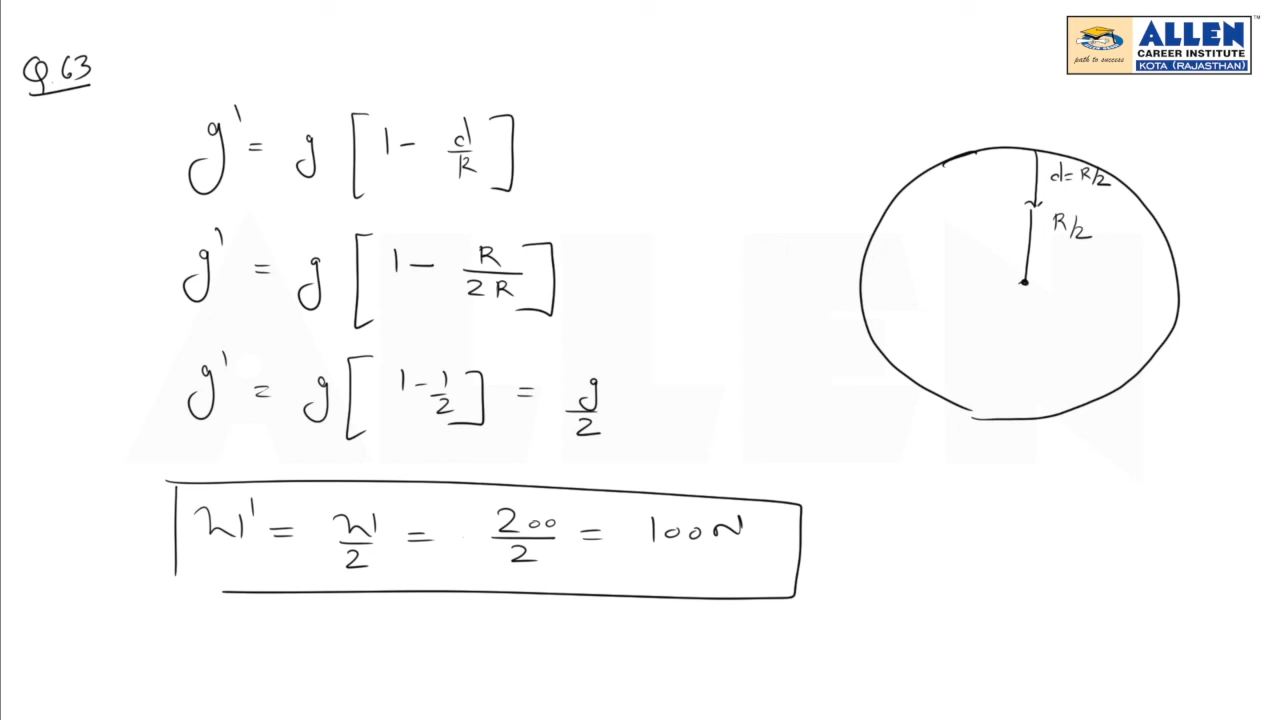 Q.63
ALLEN™
CAREER INSTITUTE
KOTA (RAJASTHAN)
path to success
g' = g [1 - d/R]
d = R/2
R/2
g' = g [1 - R/2R]
g' = g [1 - 1/2] = g/2
W' = W/2 = 200/2 = 100N
ALLEN